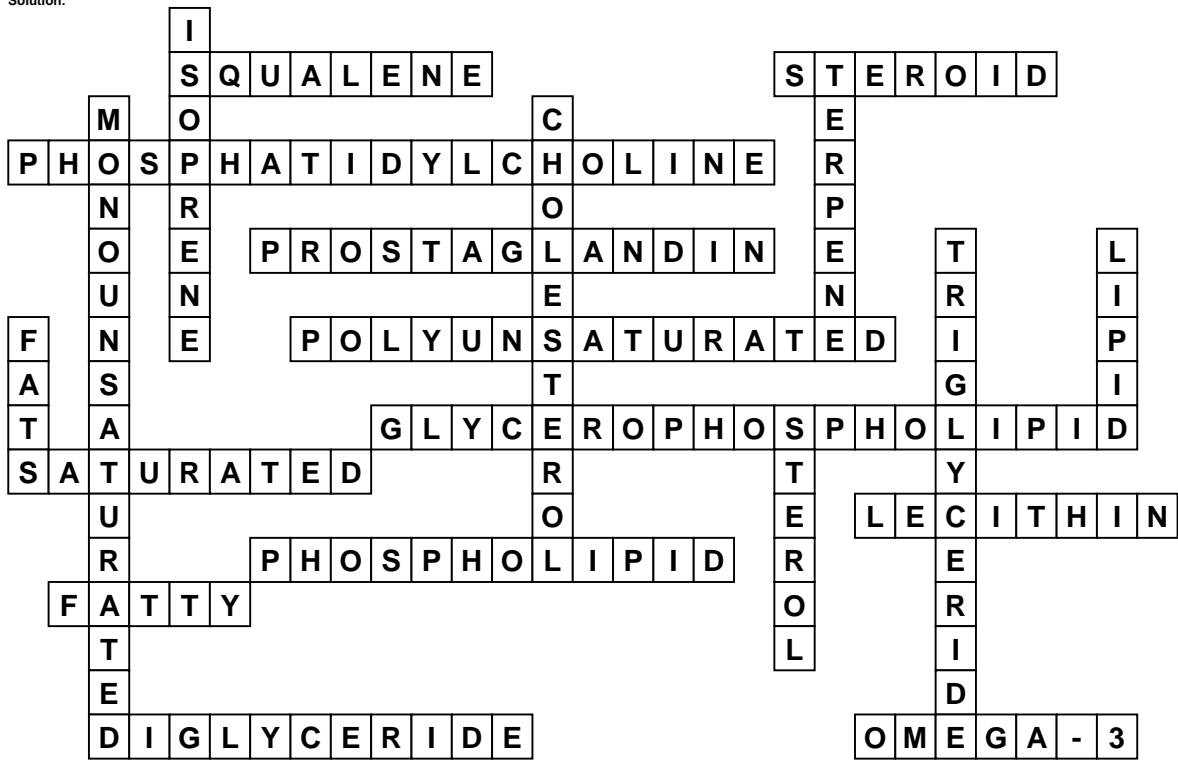 Solution:
ISOPRENE
SQUALENE
STEROID
TERPENE
MONOUNSATURATED
CHOLESTEROL
PHOSPHATIDYLCHOLINE
PROSTAGLANDIN
TRIGLYCERIDE
LIPID
FATS
POLYUNSATURATED
GLYCEROPHOSPHOLIPID
STEROL
SATURATED
LECITHIN
PHOSPHOLIPID
FATTY
DIGLYCERIDE
OMEGA-3